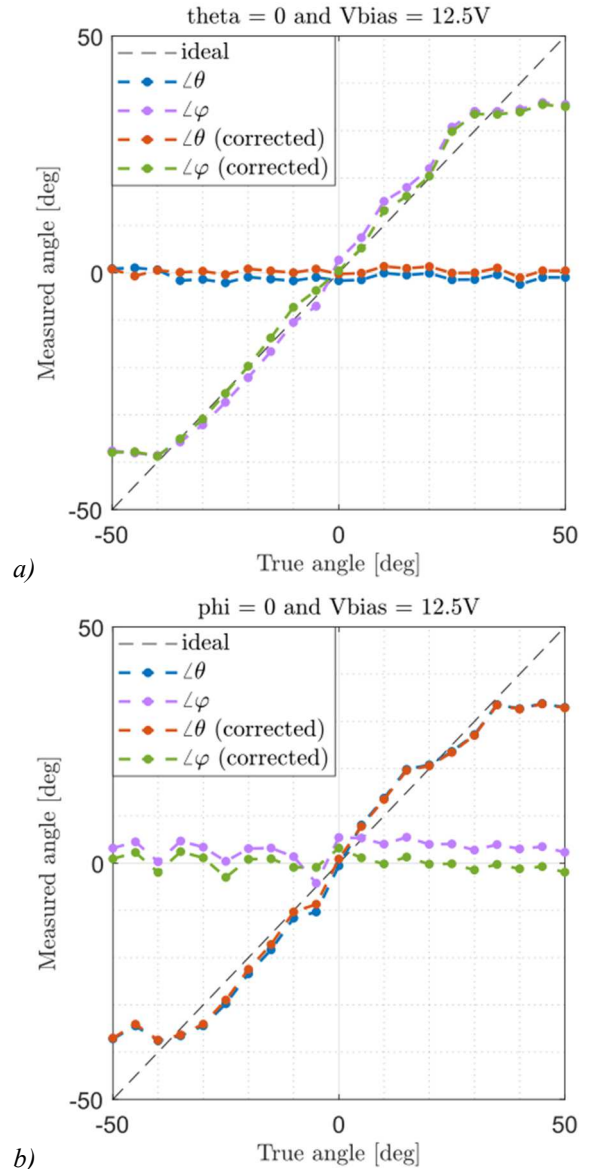 theta = 0 and Vbias = 12.5V
50
ideal
∠θ
∠φ
∠θ (corrected)
∠φ (corrected)
Measured angle [deg]
0
-50
-50 0 50
True angle [deg]
a)
phi = 0 and Vbias = 12.5V
50
ideal
∠θ
∠φ
∠θ (corrected)
∠φ (corrected)
Measured angle [deg]
0
-50
-50 0 50
True angle [deg]
b)